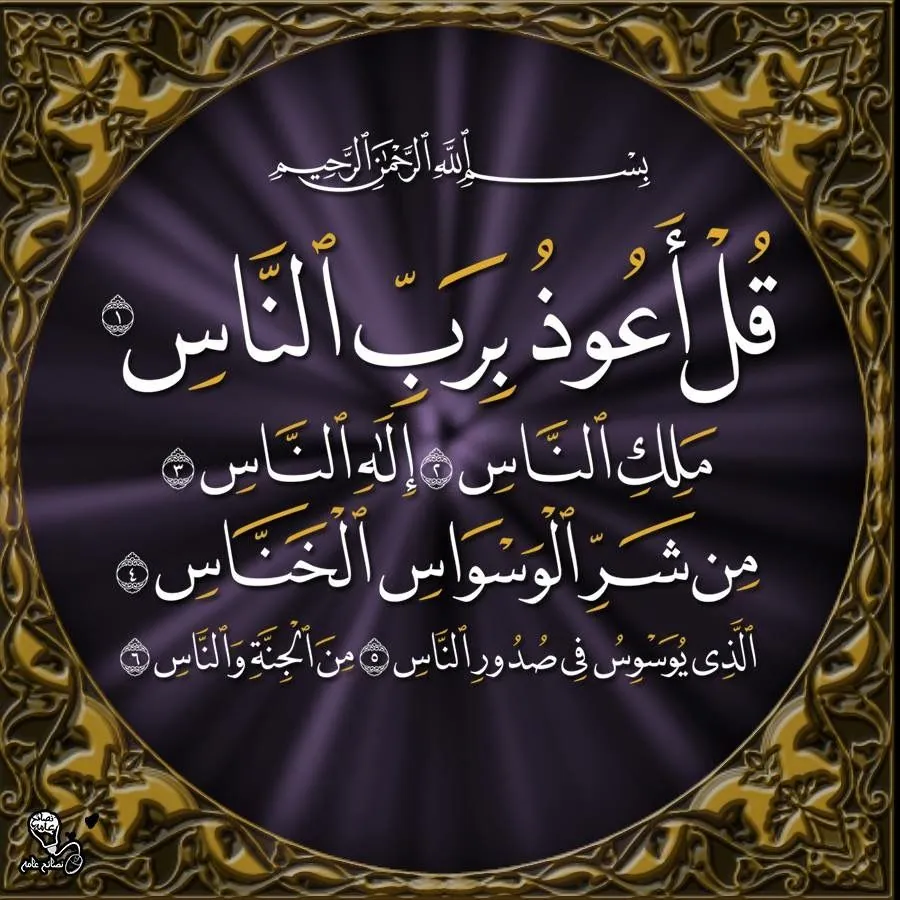 بِسْمِ ٱللَّهِ ٱلرَّحْمَٰنِ ٱلرَّحِيمِ
قُلْ أَعُوذُ بِرَبِّ ٱلنَّاسِ ١
مَلِكِ ٱلنَّاسِ ٢ إِلَٰهِ ٱلنَّاسِ ٣
مِن شَرِّ ٱلْوَسْوَاسِ ٱلْخَنَّاسِ ٤
ٱلَّذِى يُوَسْوِسُ فِى صُدُورِ ٱلنَّاسِ ٥ مِنَ ٱلْجِنَّةِ وَٱلنَّاسِ ٦
نصائح عامه
نصائح عامه